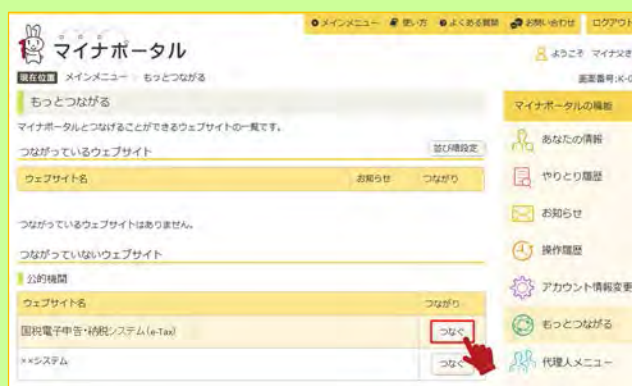 メインメニュー 使い方 よくある質問 お問い合わせ ログアウト
マイナポータル
ようこそ マイナ父さ
現在位置 メインメニュー もっとつながる
画面番号:K-0
もっとつながる
マイナポータルとつなげることができるウェブサイトの一覧です。
つながっているウェブサイト 並び順設定
ウェブサイト名 お知らせ つながり
つながっているウェブサイトはありません。
つながっていないウェブサイト
公的機関
ウェブサイト名 つながり
国税電子申告・納税システム(e-Tax) つなぐ
××システム つなぐ
マイナポータルの機能
あなたの情報
やりとり履歴
お知らせ
操作履歴
アカウント情報変更
もっとつながる
代理人メニュー